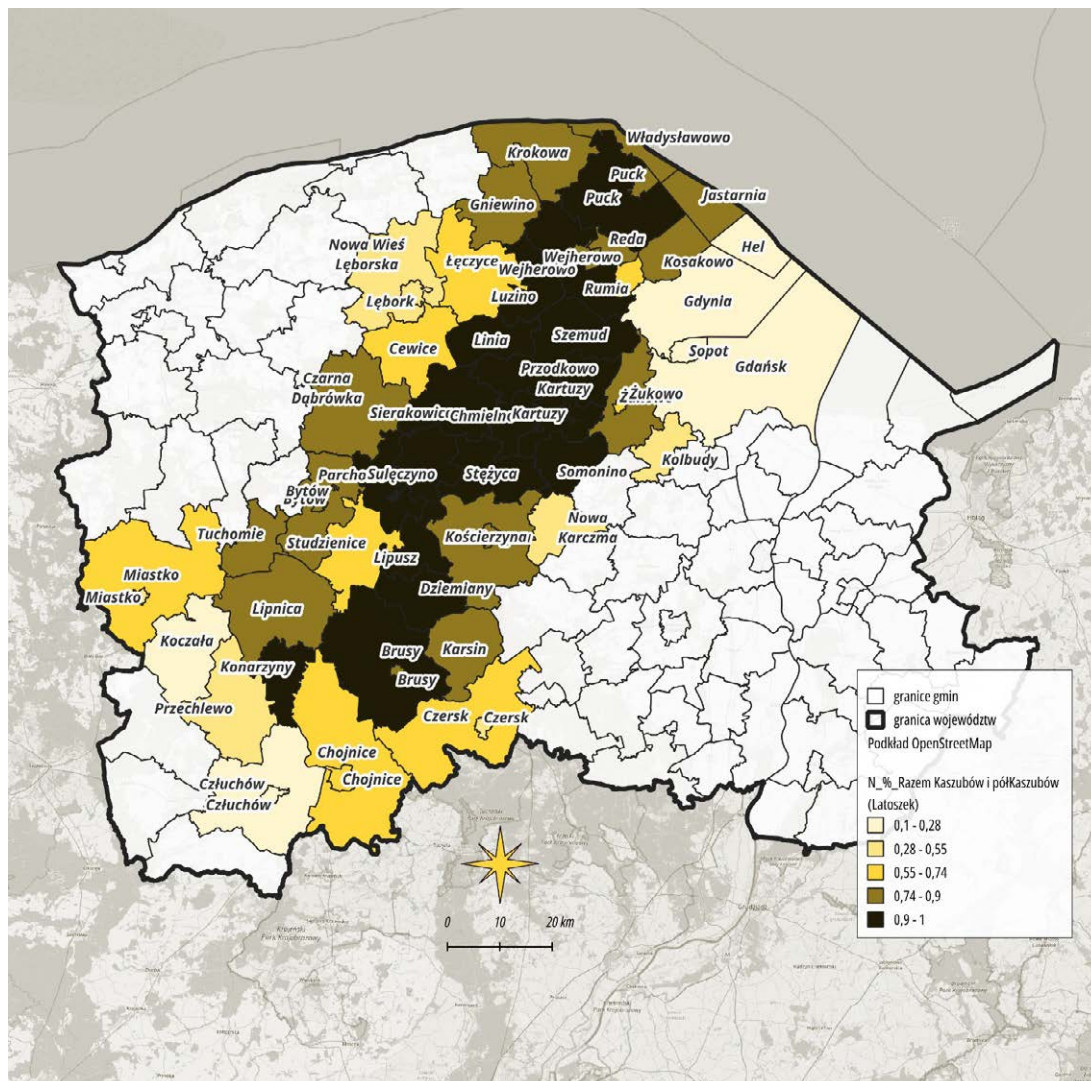 Władysławowo
Krokowa
Puck
Puck
Jastarnia
Gniewino
Reda
Hel
Nowa Wieś
Lęborska
Łęczyce
Wejherowo
Wejherowo
Kosakowo
Rumia
Luzino
Lębork
Gdynia
Linia
Szemud
Cewice
Sopot
Przodkowo
Gdańsk
Czarna
Dąbrówka
Kartuzy
Żukowo
Sierakowice
Chmielno
Kartuzy
Kolbudy
Parcho
Sulęczyno
Stężyca
Somonino
Bytów
Bytów
Nowa
Karczma
Tuchomie
Studzienice
Kościerzyna
Lipusz
Miastko
Miastko
Dziemiany
Lipnica
Koczała
Brusy
Karsin
Konarzyny
Brusy
Przechlewo
Czersk
Czersk
Chojnice
Chojnice
Człuchów
Człuchów
granice gmin
granica województw
Podkład OpenStreetMap
N_%_Razem Kaszubów i półKaszubów
(Latoszek)
0,1 - 0,28
0,28 - 0,55
0,55 - 0,74
0,74 - 0,9
0,9 - 1
0 10 20 km